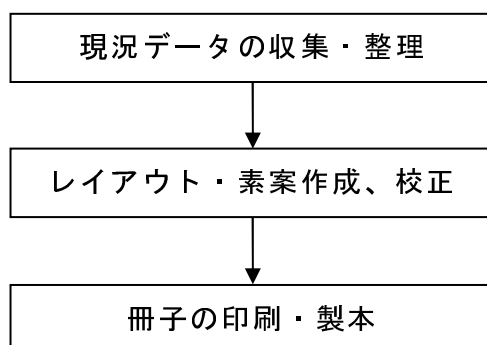 現況データの収集・整理
レイアウト・素案作成、校正
冊子の印刷・製本